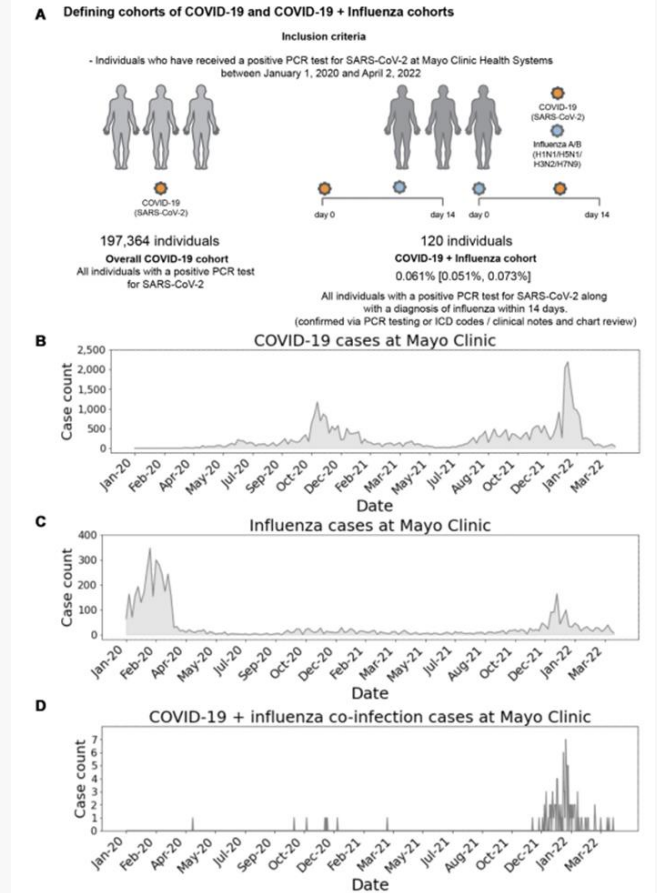 A Defining cohorts of COVID-19 and COVID-19 + Influenza cohorts
Inclusion criteria
- Individuals who have received a positive PCR test for SARS-CoV-2 at Mayo Clinic Health Systems
between January 1, 2020 and April 2, 2022
COVID-19
(SARS-CoV-2)
Influenza A/B
(H1N1/H5N1/
H3N2/H7N9)
COVID-19
(SARS-CoV-2)
day 0
day 14
day 0
day 14
197,364 individuals
Overall COVID-19 cohort
All individuals with a positive PCR test
for SARS-CoV-2
120 individuals
COVID-19 + Influenza cohort
0.061% [0.051%, 0.073%]
All individuals with a positive PCR test for SARS-CoV-2 along
with a diagnosis of influenza within 14 days.
(confirmed via PCR testing or ICD codes / clinical notes and chart review)
B
COVID-19 cases at Mayo Clinic
Case count
2,500
2,000
1,500
1,000
500
0
Jan-20 Feb-20 Apr-20 May-20 Jul-20 Sep-20 Oct-20 Dec-20 Feb-21 Mar-21 May-21 Jul-21 Aug-21 Oct-21 Dec-21 Jan-22 Mar-22
Date
C
Influenza cases at Mayo Clinic
Case count
400
300
200
100
0
Jan-20 Feb-20 Apr-20 May-20 Jul-20 Sep-20 Oct-20 Dec-20 Feb-21 Mar-21 May-21 Jul-21 Aug-21 Oct-21 Dec-21 Jan-22 Mar-22
Date
D
COVID-19 + influenza co-infection cases at Mayo Clinic
Case count
7
6
5
4
3
2
1
0
Jan-20 Feb-20 Apr-20 May-20 Jul-20 Sep-20 Oct-20 Dec-20 Feb-21 Mar-21 May-21 Jul-21 Aug-21 Oct-21 Dec-21 Jan-22 Mar-22
Date